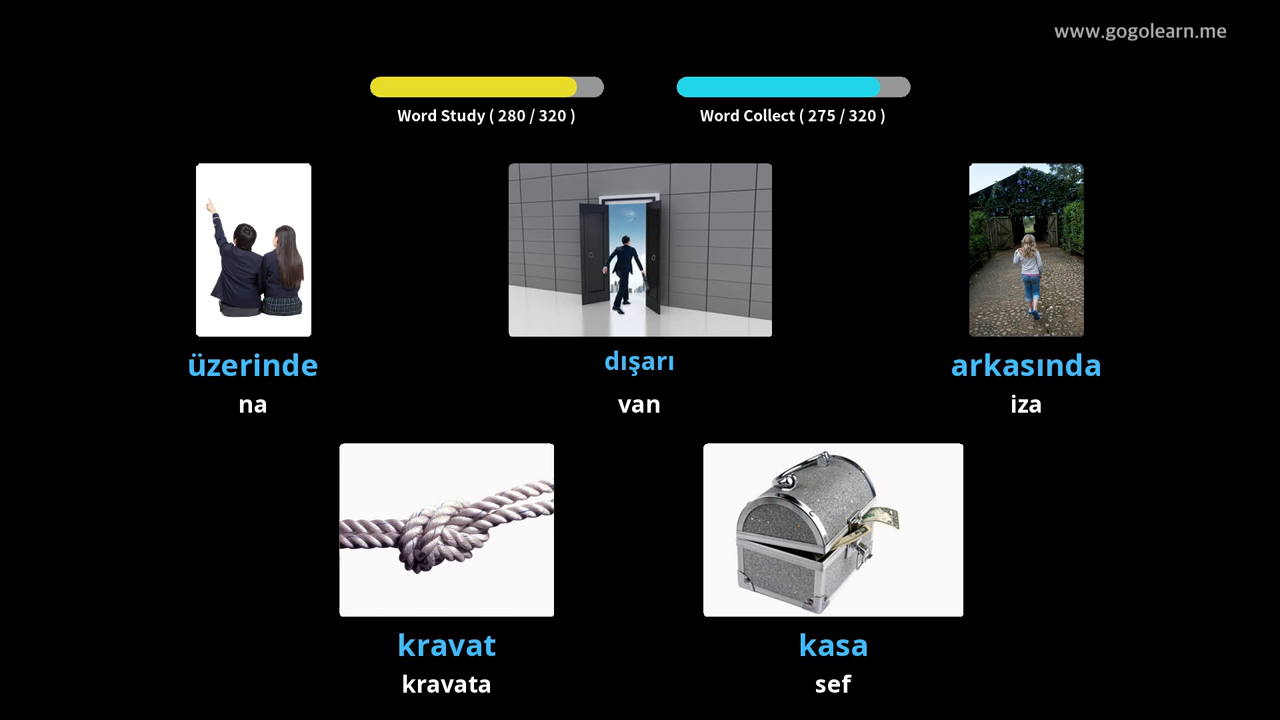 www.gogolearn.me
Word Study ( 280 / 320 )
Word Collect ( 275 / 320 )
üzerinde
na
dışarı
van
arkasında
iza
kravat
kravata
kasa
sef